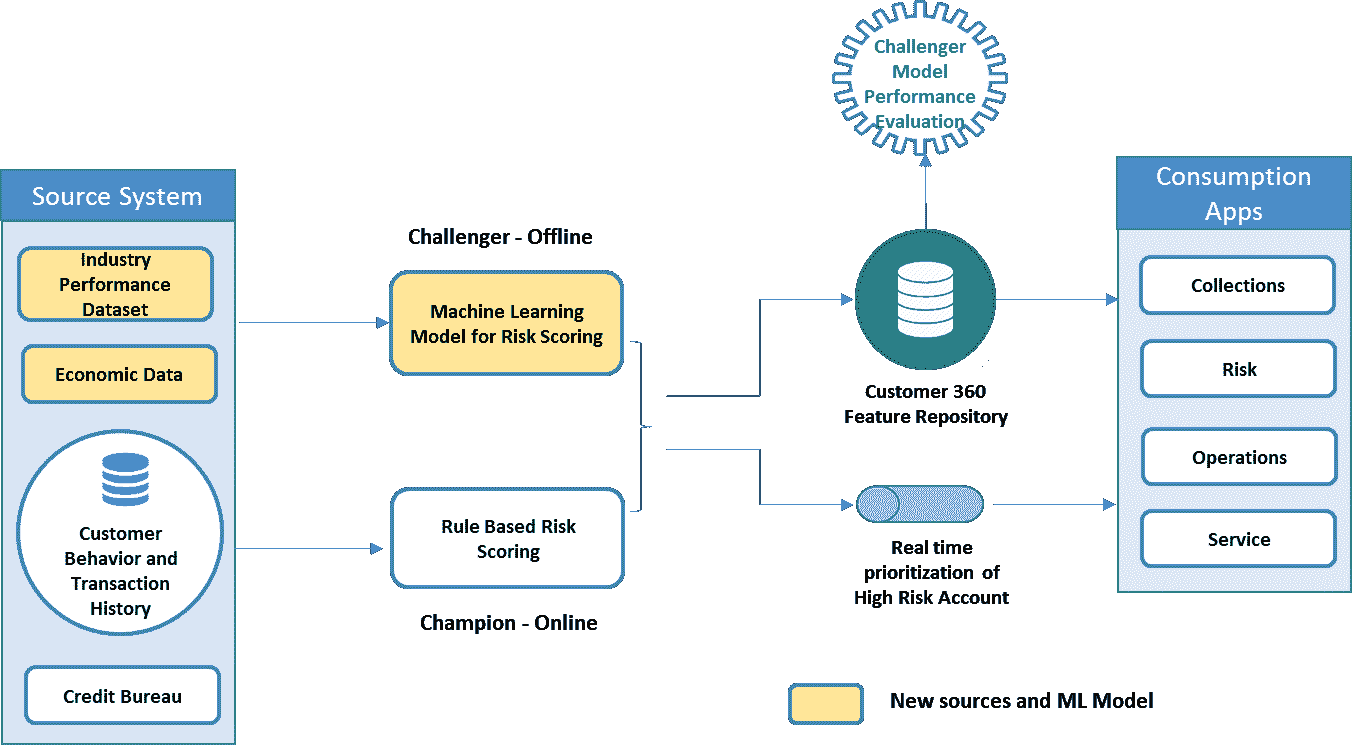 Challenger
Model
Performance
Evaluation
Source System
Industry
Performance
Dataset
Economic Data
Customer
Behavior and
Transaction
History
Credit Bureau
Challenger - Offline
Machine Learning
Model for Risk Scoring
Rule Based Risk
Scoring
Champion - Online
Customer 360
Feature Repository
Real time
prioritization of
High Risk Account
Consumption
Apps
Collections
Risk
Operations
Service
New sources and ML Model